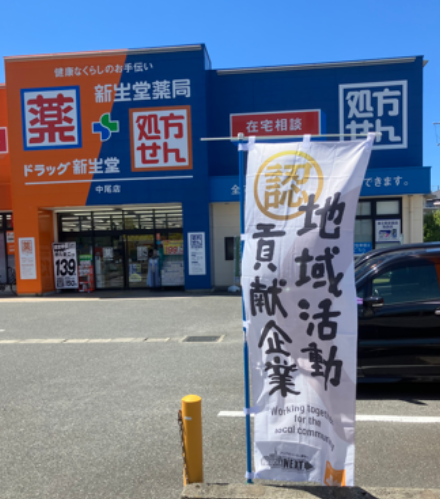 健康なくらしのお手伝い
新生堂薬局
薬
処方
せん
ドラッグ新生堂
中尾店
在宅相談
処方
せん
できます。
139
認
地域活動
貢献企業
Working together
for the
local community
NEXT